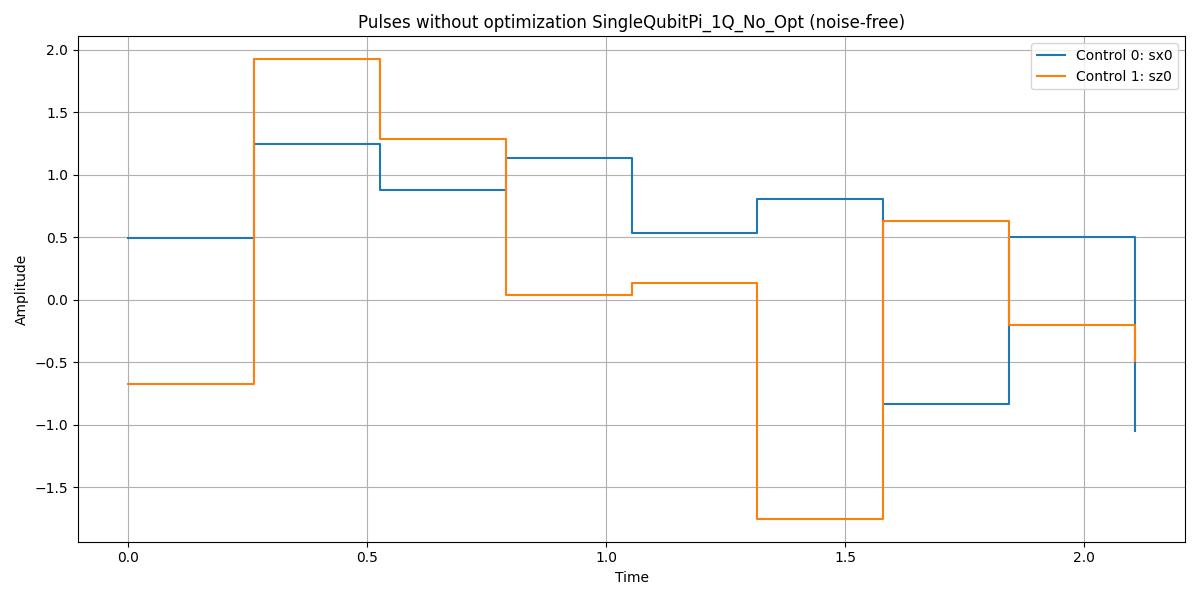 Pulses without optimization SingleQubitPi_1Q_No_Opt (noise-free)
Control 0: sx0
Control 1: sz0
Amplitude
2.0
1.5
1.0
0.5
0.0
−0.5
−1.0
−1.5
0.0 0.5 1.0 1.5 2.0
Time